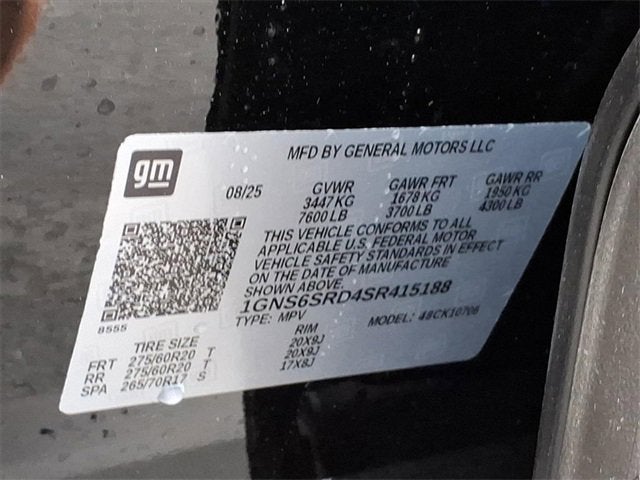 gm
MFD BY GENERAL MOTORS LLC
08/25 GVWR GAWR FRT GAWR RR
3447 KG 1678 KG 1950 KG
7600 LB 3700 LB 4300 LB
THIS VEHICLE CONFORMS TO ALL
APPLICABLE U.S. FEDERAL MOTOR
VEHICLE SAFETY STANDARDS IN EFFECT
ON THE DATE OF MANUFACTURE
SHOWN ABOVE.
1GNS6SRD4SR415188
8555
TYPE: MPV MODEL: 48CK10706
TIRE SIZE RIM
FRT 275/60R20 T 20X9J
RR 275/60R20 T 20X9J
SPA 265/70R17 S 17X8J